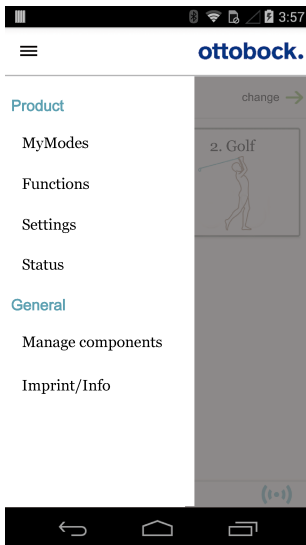 3:57
ottobock.
Product
change
MyModes
2. Golf
Functions
Settings
Status
General
Manage components
Imprint/Info